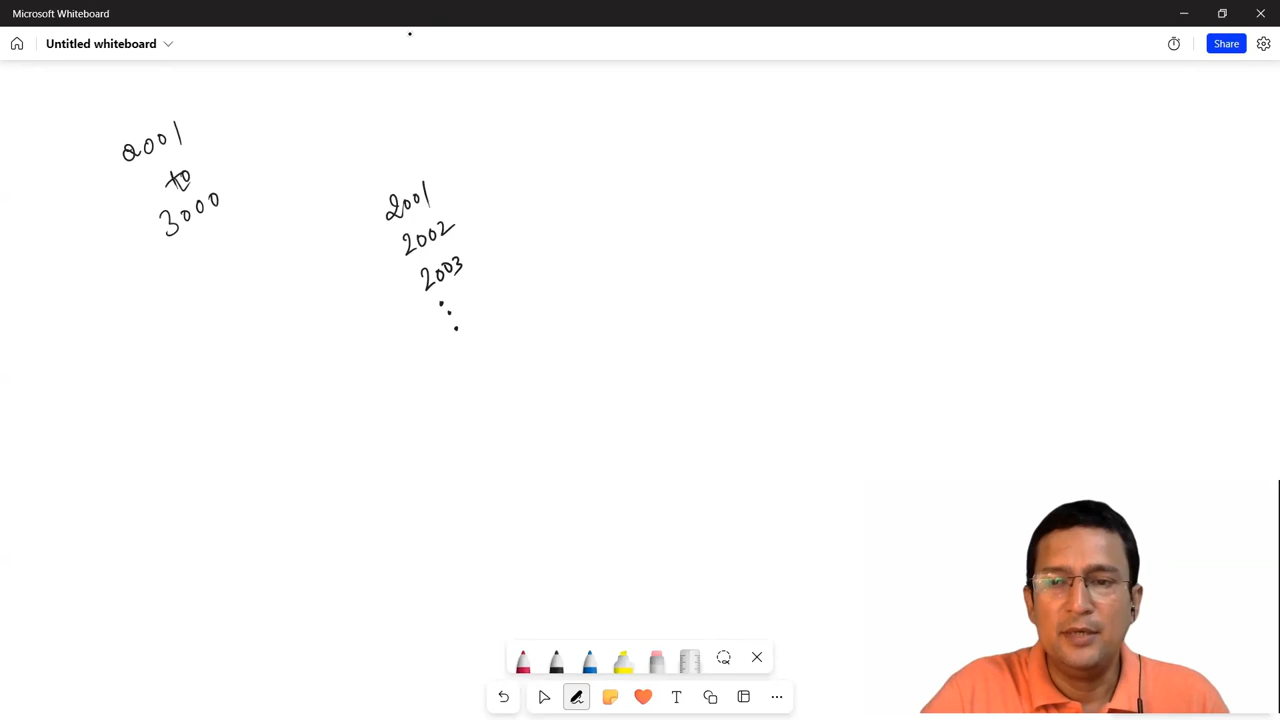 Microsoft Whiteboard
Untitled whiteboard
Share
2001
to
3000
2001
2002
2003
T